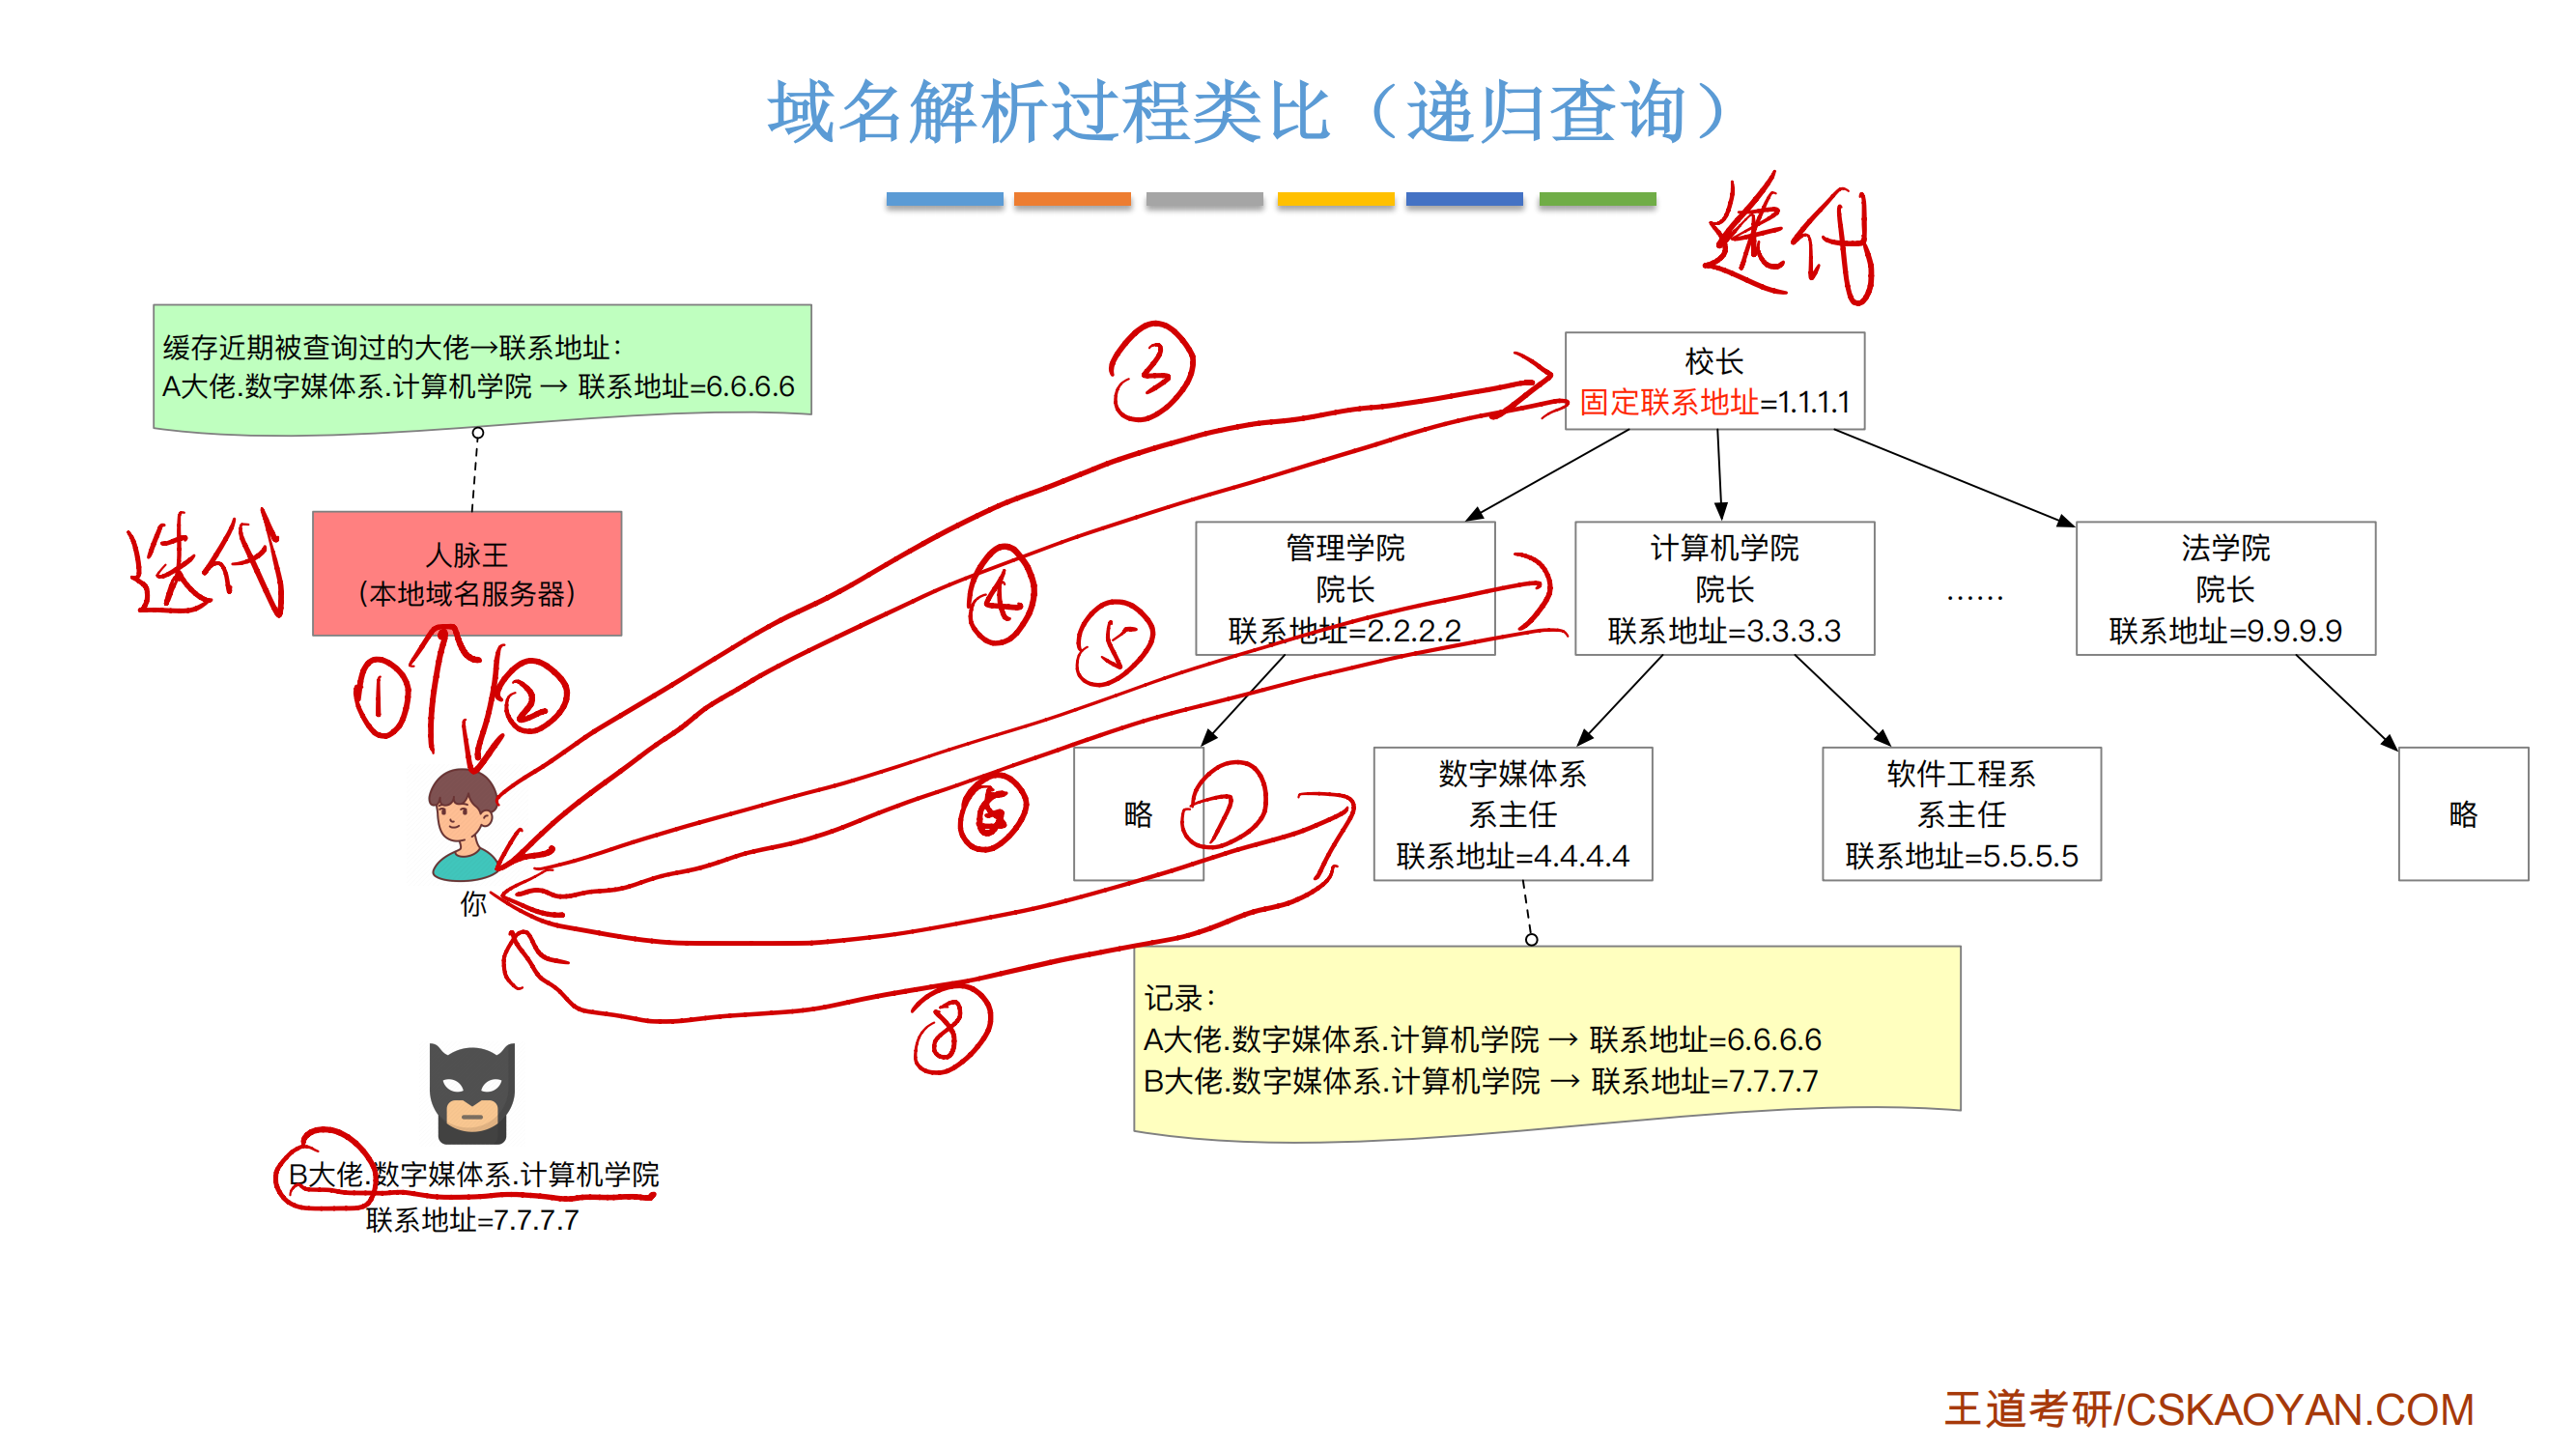 域名解析过程类比（递归查询）
迭代
缓存近期被查询过的大佬→联系地址：
A大佬.数字媒体系.计算机学院 → 联系地址=6.6.6.6
③
校长
固定联系地址=1.1.1.1
迭代
人脉王
（本地域名服务器）
④
⑤
管理学院
院长
联系地址=2.2.2.2
计算机学院
院长
联系地址=3.3.3.3
……
法学院
院长
联系地址=9.9.9.9
①
②
你
⑥
略
⑦
数字媒体系
系主任
联系地址=4.4.4.4
软件工程系
系主任
联系地址=5.5.5.5
略
⑧
记录：
A大佬.数字媒体系.计算机学院 → 联系地址=6.6.6.6
B大佬.数字媒体系.计算机学院 → 联系地址=7.7.7.7
B大佬.数字媒体系.计算机学院
联系地址=7.7.7.7
王道考研/CSKAOYAN.COM